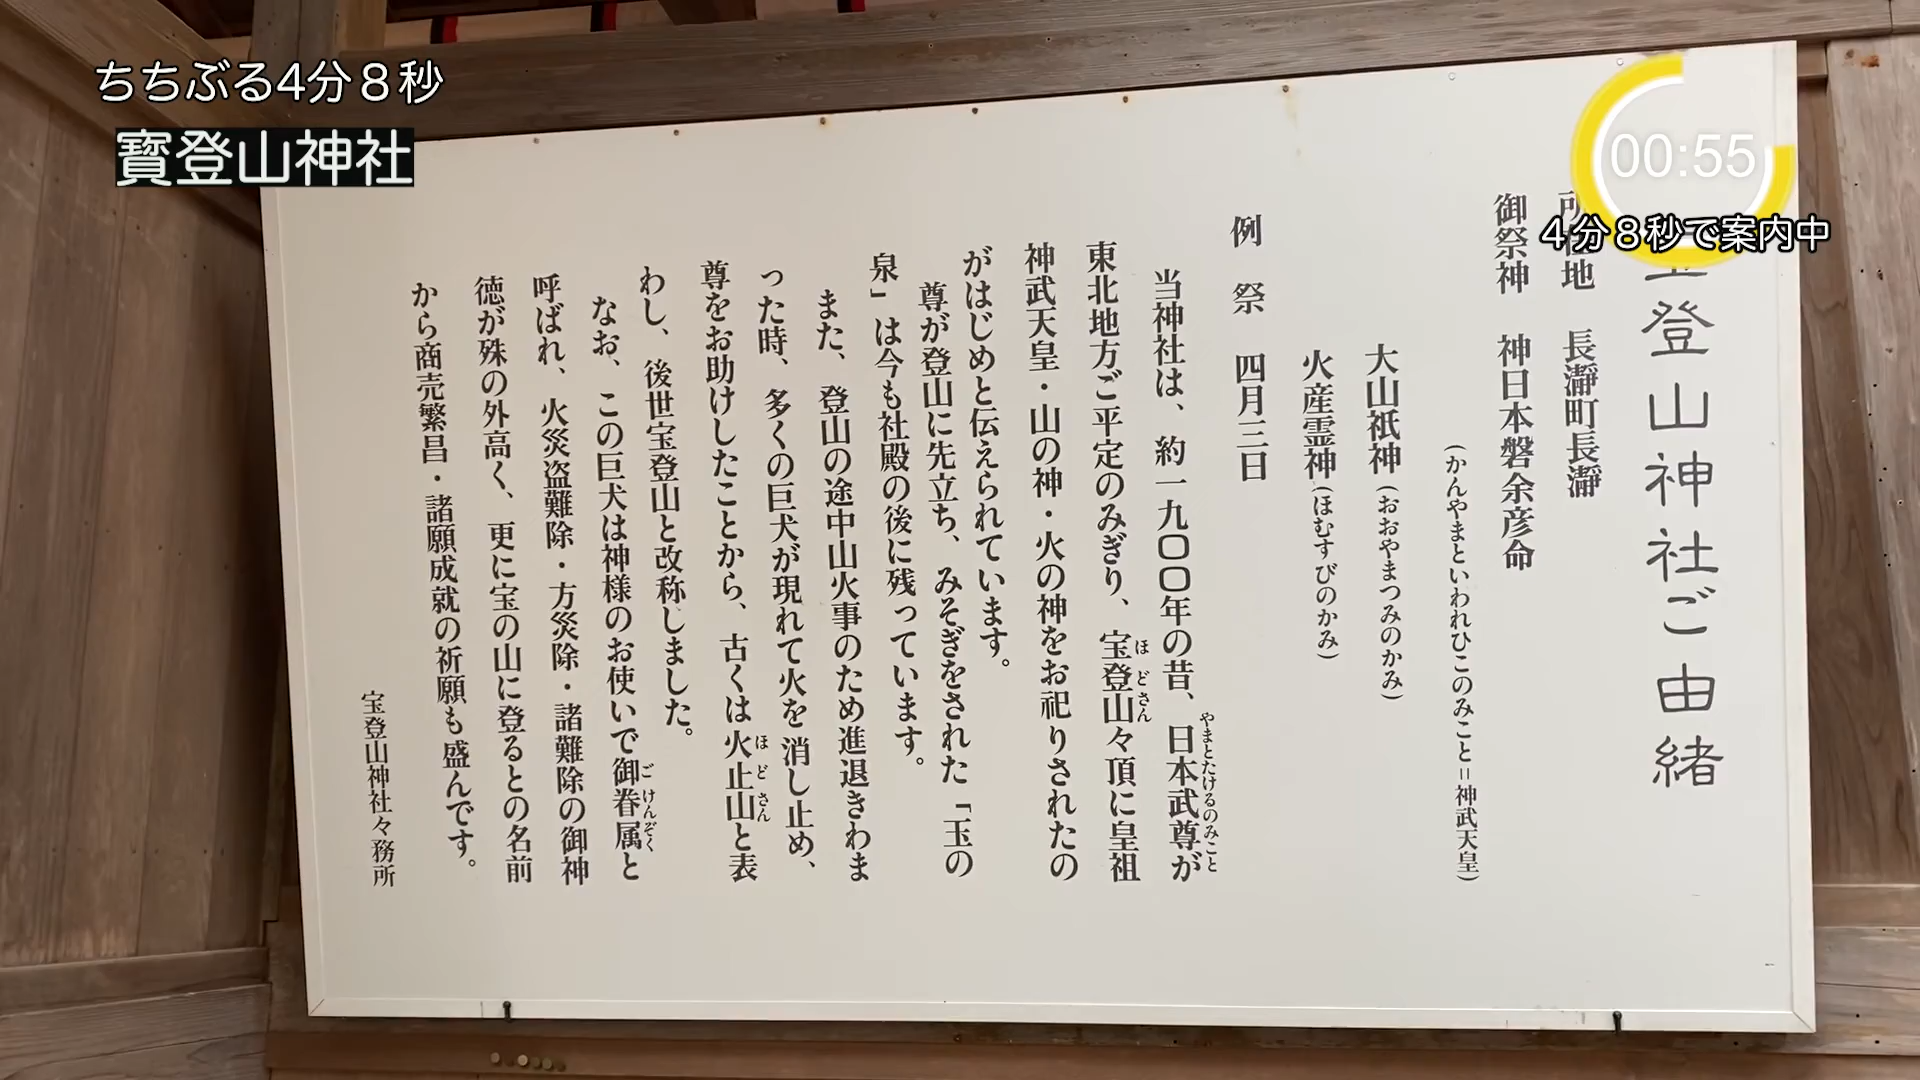 ちちぶる4分8秒
寳登山神社
00:55
4分8秒で案内中
登山神社ご由緒
地 長瀞町長瀞
御祭神 神日本磐余彦命
(かんやまといわれひこのみこと=神武天皇)
大山祇神(おおやまつみのかみ)
火産霊神(ほむすびのかみ)
例 祭 四月三日
当神社は、約一九〇〇年の昔、日本武尊が
やまとたけるのみこと
東北地方ご平定のみぎり、宝登山々頂に皇祖
ほどさん
神武天皇・山の神・火の神をお祀りされたの
がはじめと伝えられています。
尊が登山に先立ち、みそぎをされた「玉の
泉」は今も社殿の後に残っています。
また、登山の途中山火事のため進退きわま
った時、多くの巨犬が現れて火を消し止め、
尊をお助けしたことから、古くは火止山と表
ほどさん
わし、後世宝登山と改称しました。
なお、この巨犬は神様のお使いで御眷属と
ごけんぞく
呼ばれ、火災盗難除・方災除・諸難除の御神
徳が殊の外高く、更に宝の山に登るとの名前
から商売繁昌・諸願成就の祈願も盛んです。
宝登山神社々務所